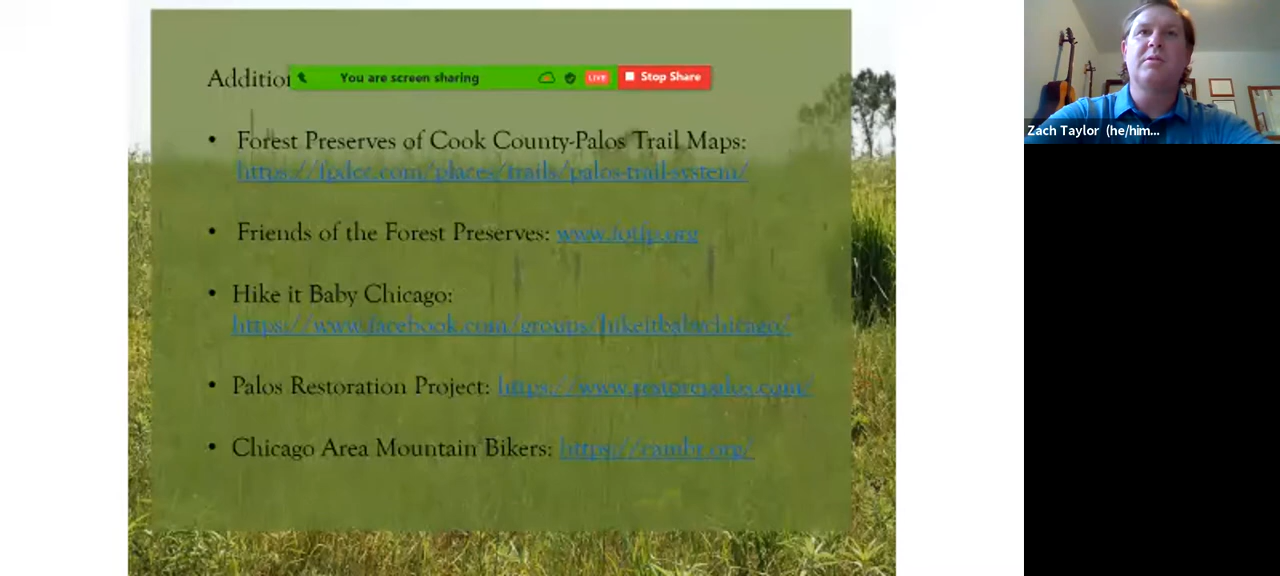 Addition
You are screen sharing
LIVE
Stop Share
• Forest Preserves of Cook County-Palos Trail Maps:
https://fpdcc.com/places/trails/palos-trail-system/
• Friends of the Forest Preserves: www.fotfp.org
• Hike it Baby Chicago:
https://www.facebook.com/groups/hikeitbabychicago/
• Palos Restoration Project: https://www.restorepalos.com/
• Chicago Area Mountain Bikers: https://cambr.org/
Zach Taylor (he/him...